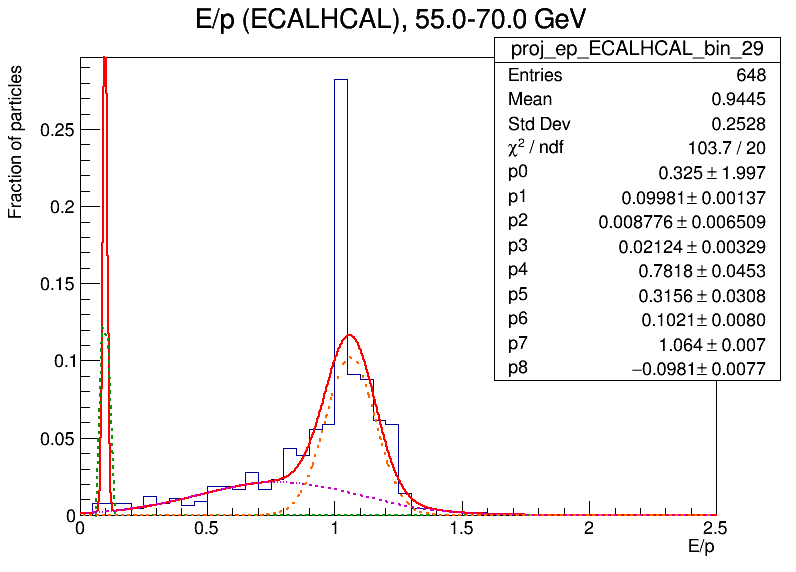 E/p (ECALHCAL), 55.0-70.0 GeV
proj_ep_ECALHCAL_bin_29
Entries 648
Mean 0.9445
Std Dev 0.2528
χ² / ndf 103.7 / 20
p0 0.325 ± 1.997
p1 0.09981 ± 0.00137
p2 0.008776 ± 0.006509
p3 0.02124 ± 0.00329
p4 0.7818 ± 0.0453
p5 0.3156 ± 0.0308
p6 0.1021 ± 0.0080
p7 1.064 ± 0.007
p8 −0.0981 ± 0.0077
Fraction of particles
0.25
0.2
0.15
0.1
0.05
0
0 0.5 1 1.5 2 2.5
E/p